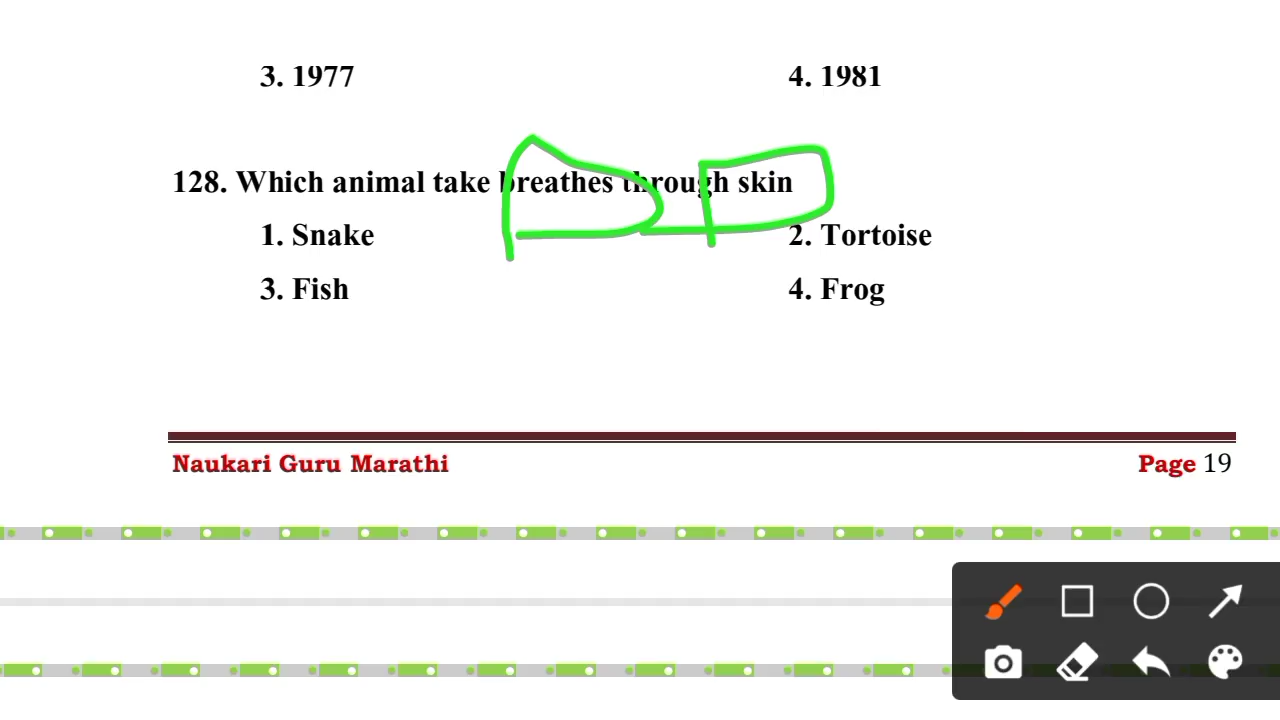 3. 1977 4. 1981
128. Which animal take breathes through skin
1. Snake 2. Tortoise
3. Fish 4. Frog
Naukari Guru Marathi Page 19